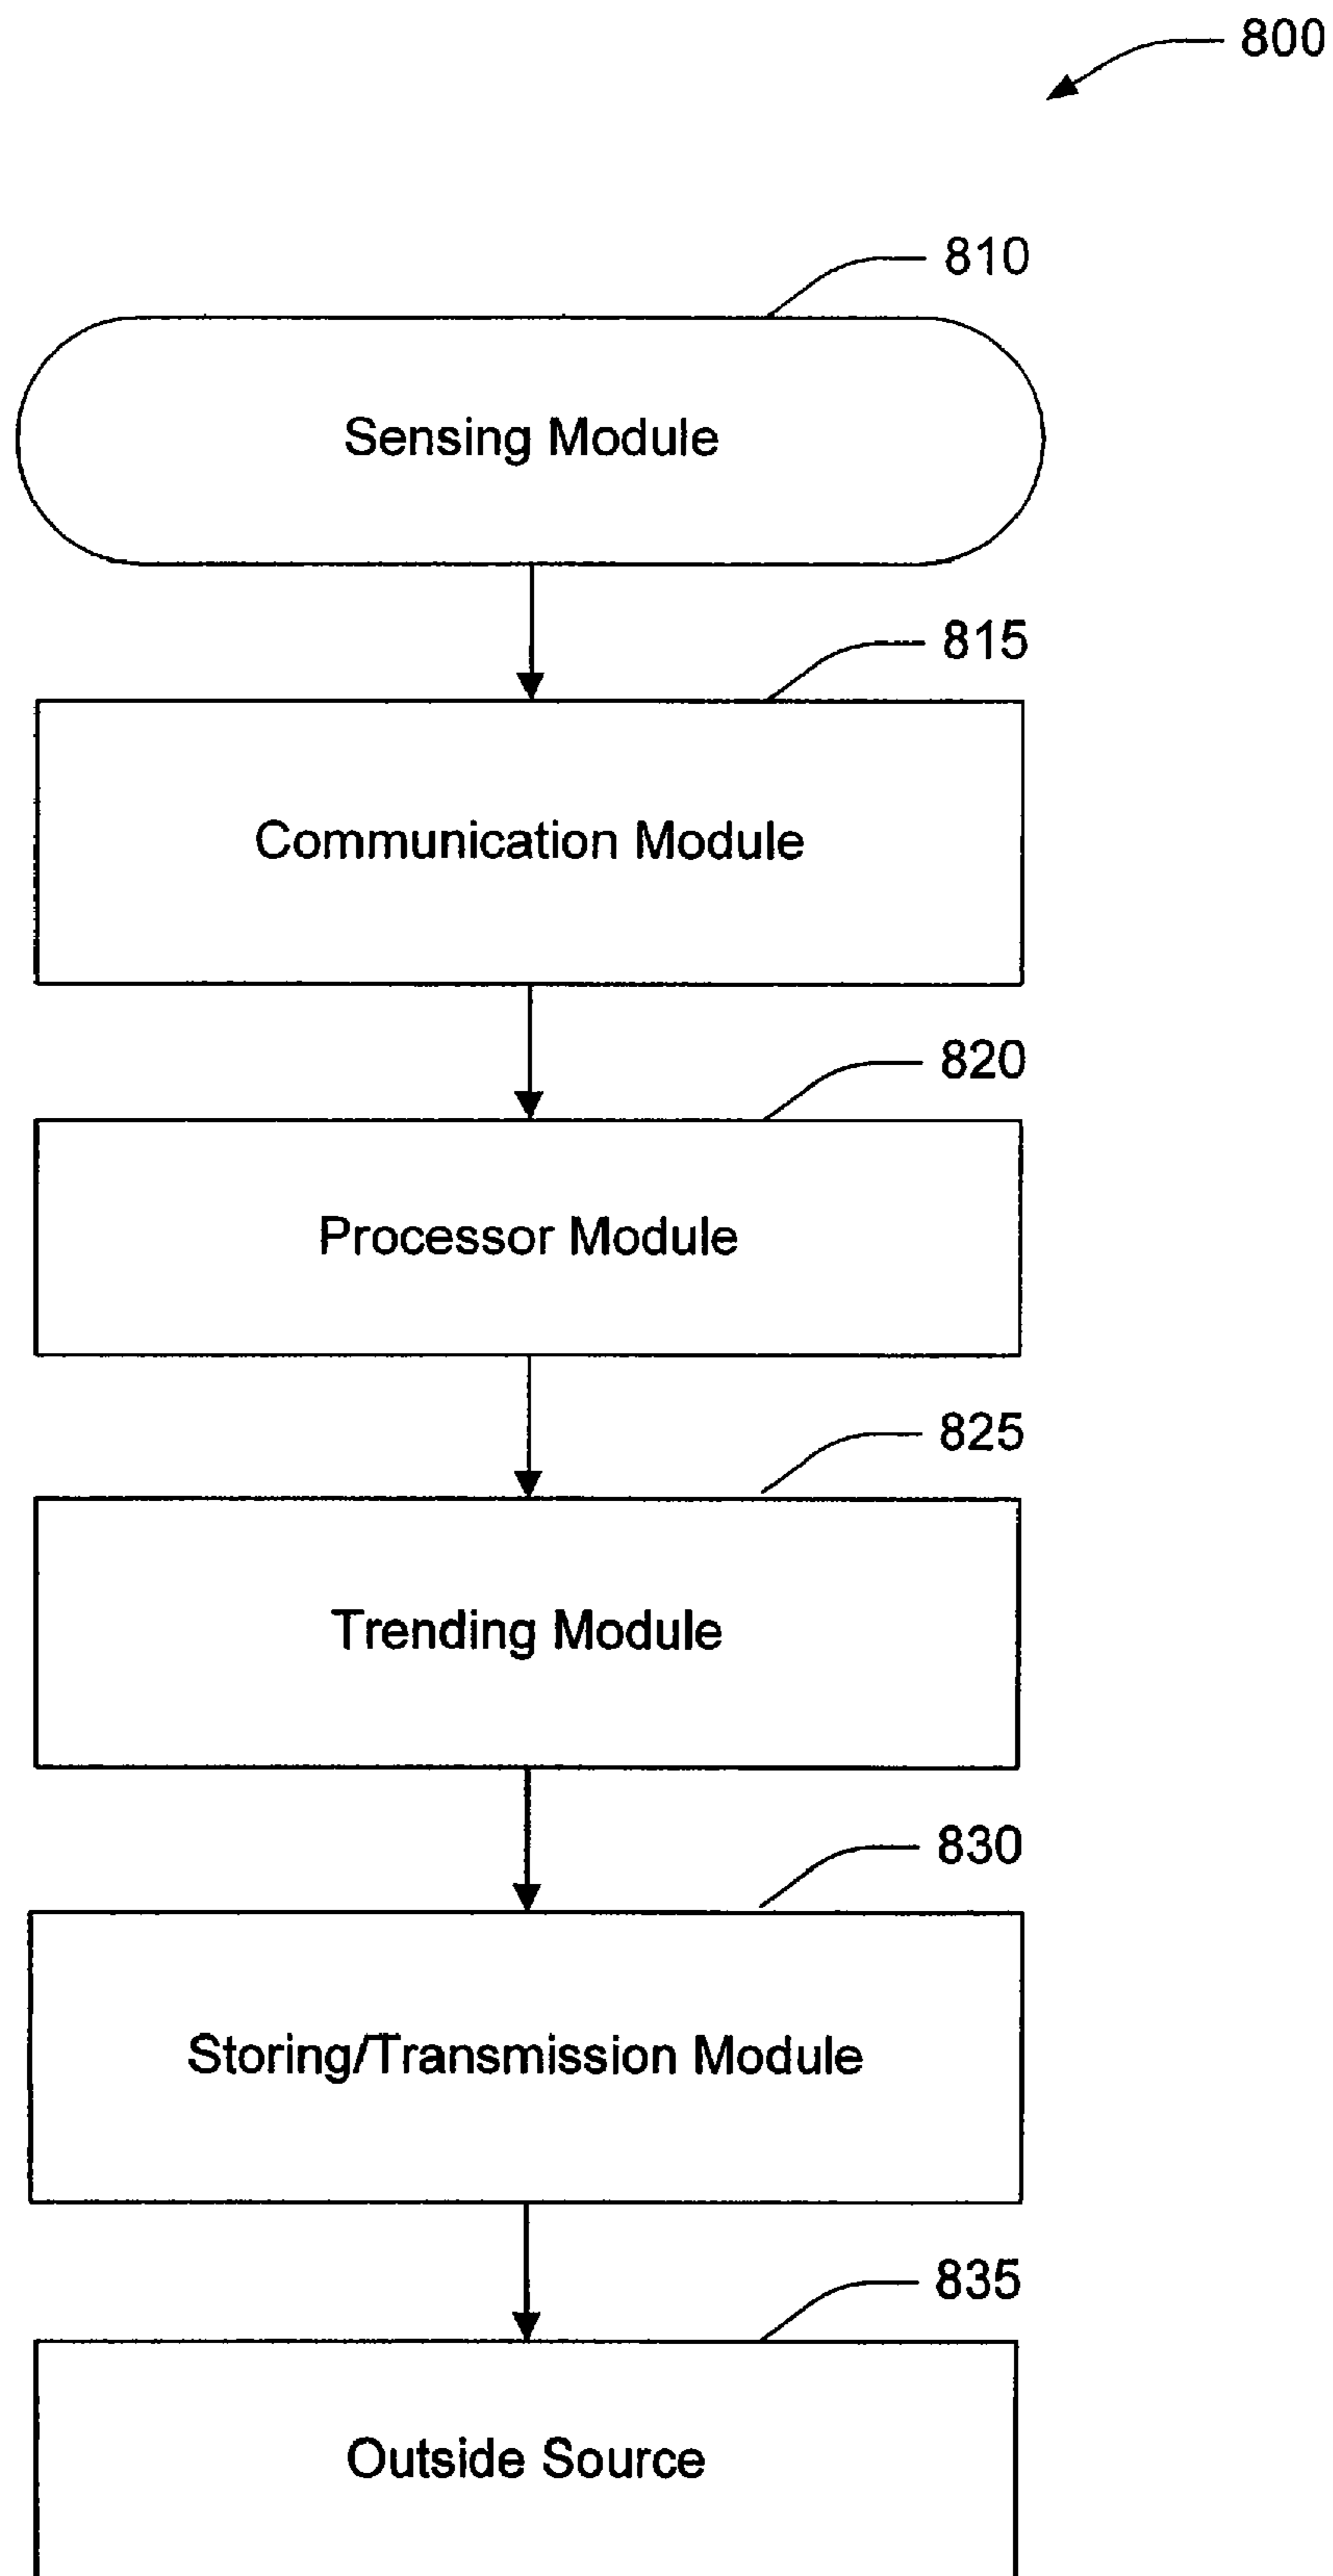 800
810
Sensing Module
815
Communication Module
820
Processor Module
825
Trending Module
830
Storing/Transmission Module
835
Outside Source